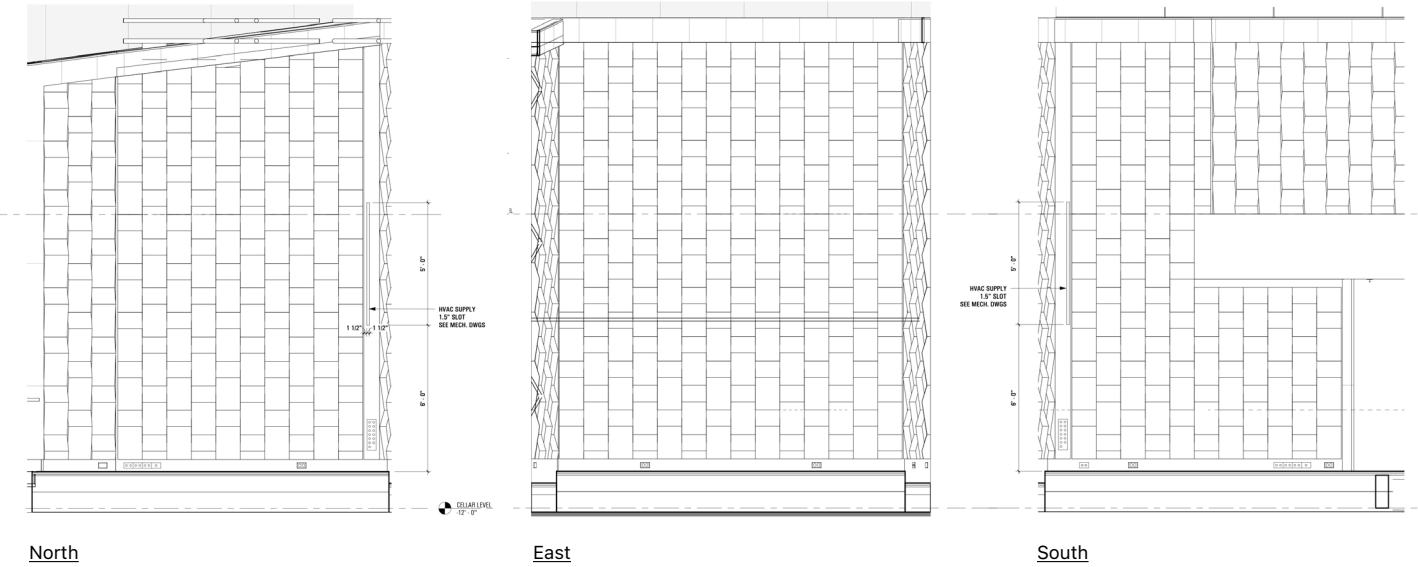 5' - 0"
HVAC SUPPLY
1.5" SLOT
SEE MECH. DWGS
1 1/2" 1 1/2"
6' - 0"
CELLAR LEVEL
-12' - 0"
5' - 0"
HVAC SUPPLY
1.5" SLOT
SEE MECH. DWGS
6' - 0"
North
East
South